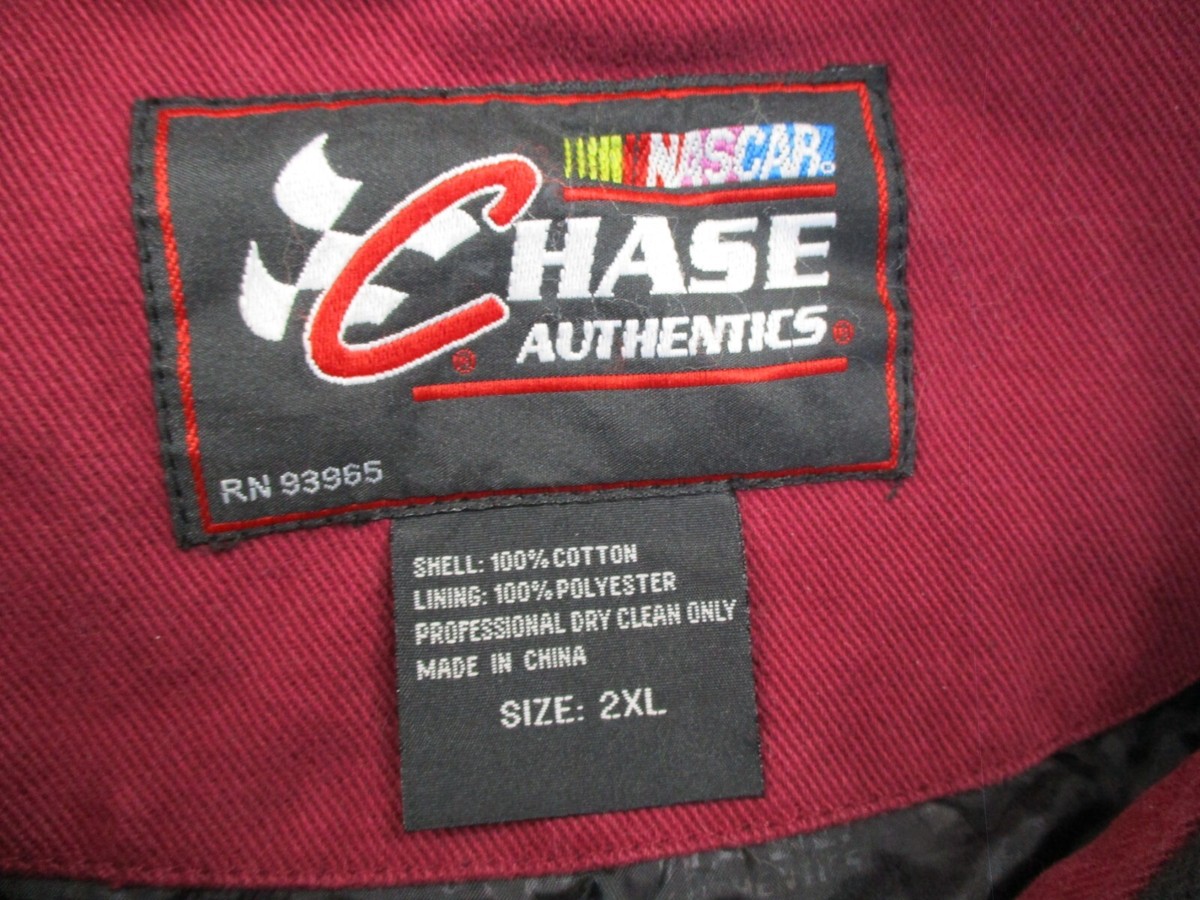 NASCAR®
CHASE
AUTHENTICS®
®
RN 93965
SHELL: 100% COTTON
LINING: 100% POLYESTER
PROFESSIONAL DRY CLEAN ONLY
MADE IN CHINA
SIZE: 2XL